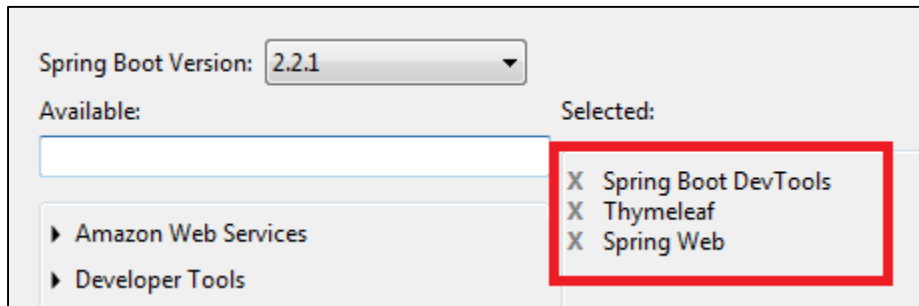 Spring Boot Version: 2.2.1
Available:
Selected:
X Spring Boot DevTools
X Thymeleaf
X Spring Web
Amazon Web Services
Developer Tools